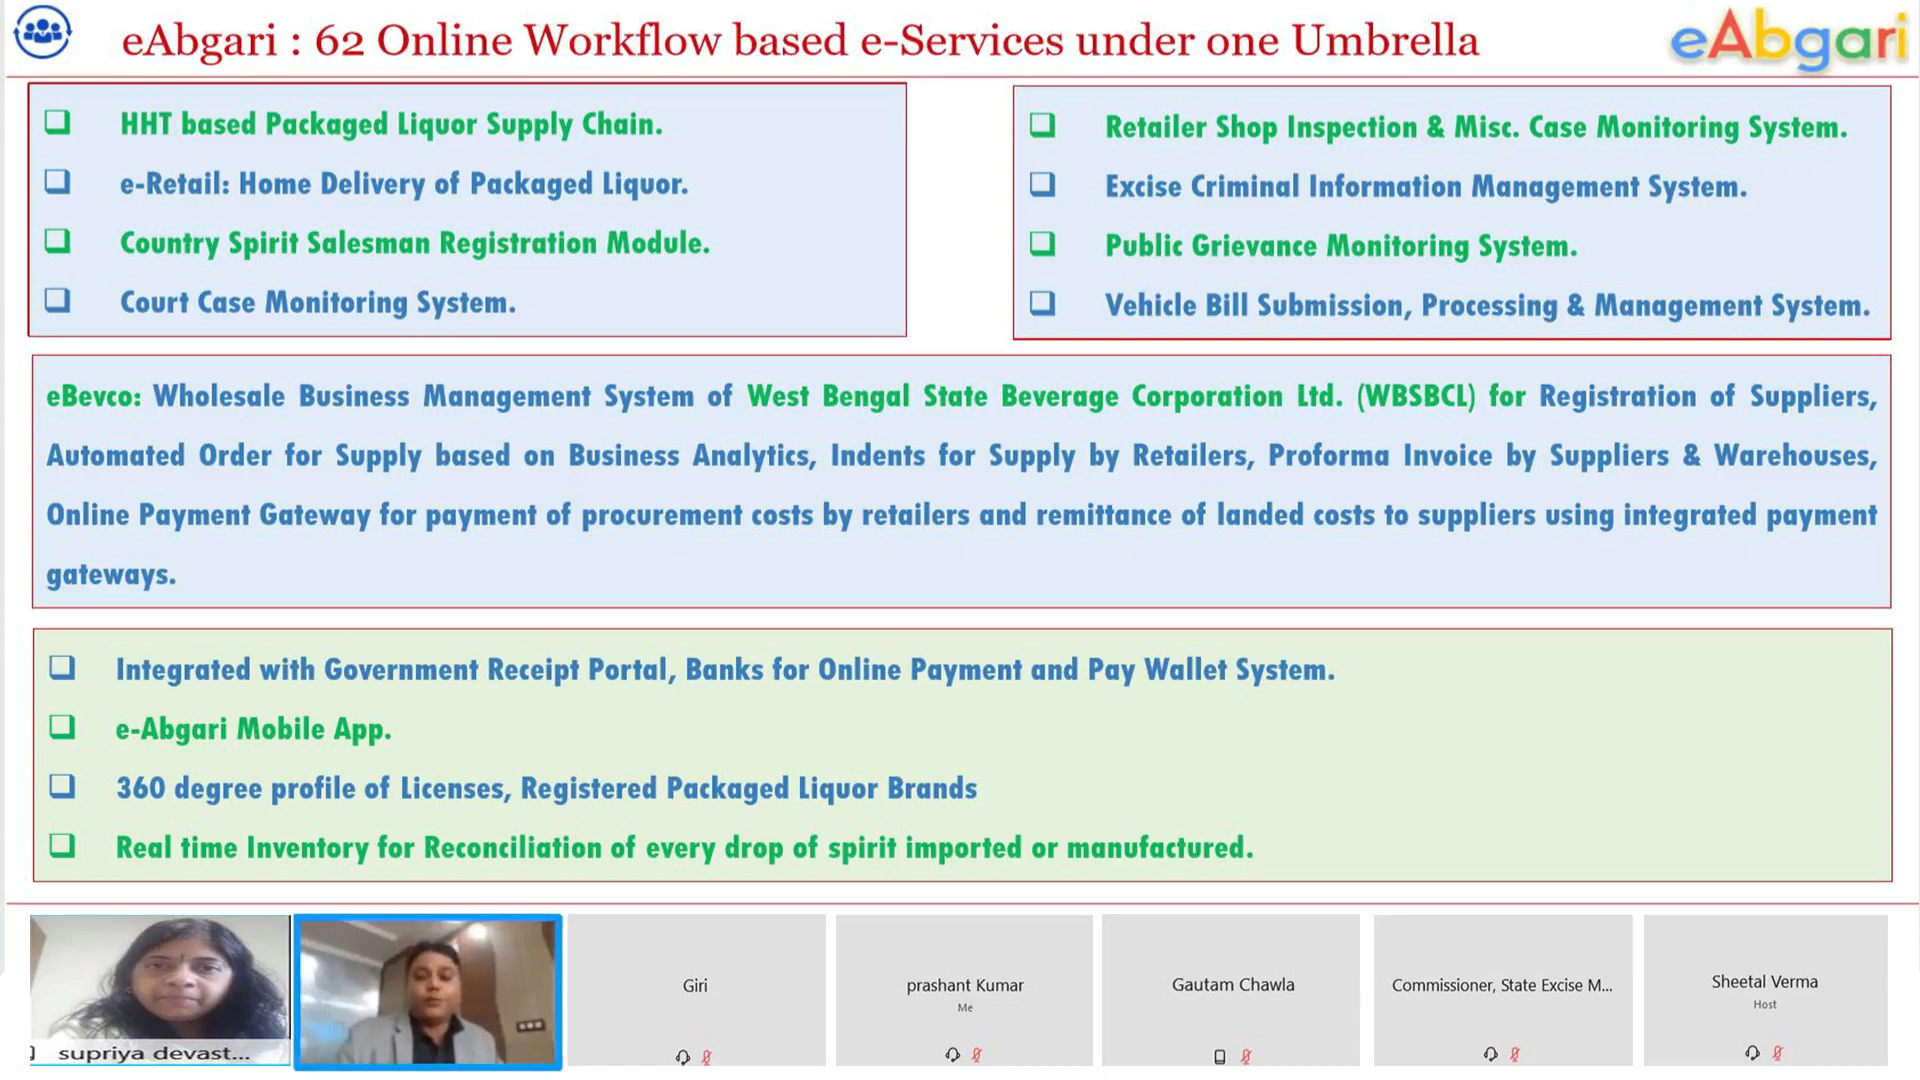 eAbgari : 62 Online Workflow based e-Services under one Umbrella
eAbgari
HHT based Packaged Liquor Supply Chain.
e-Retail: Home Delivery of Packaged Liquor.
Country Spirit Salesman Registration Module.
Court Case Monitoring System.
Retailer Shop Inspection & Misc. Case Monitoring System.
Excise Criminal Information Management System.
Public Grievance Monitoring System.
Vehicle Bill Submission, Processing & Management System.
eBevco: Wholesale Business Management System of West Bengal State Beverage Corporation Ltd. (WBSBCL) for Registration of Suppliers,
Automated Order for Supply based on Business Analytics, Indents for Supply by Retailers, Proforma Invoice by Suppliers & Warehouses,
Online Payment Gateway for payment of procurement costs by retailers and remittance of landed costs to suppliers using integrated payment
gateways.
Integrated with Government Receipt Portal, Banks for Online Payment and Pay Wallet System.
e-Abgari Mobile App.
360 degree profile of Licenses, Registered Packaged Liquor Brands
Real time Inventory for Reconciliation of every drop of spirit imported or manufactured.
supriya devast...
Giri
prashant Kumar
Me
Gautam Chawla
Commissioner, State Excise M...
Sheetal Verma
Host